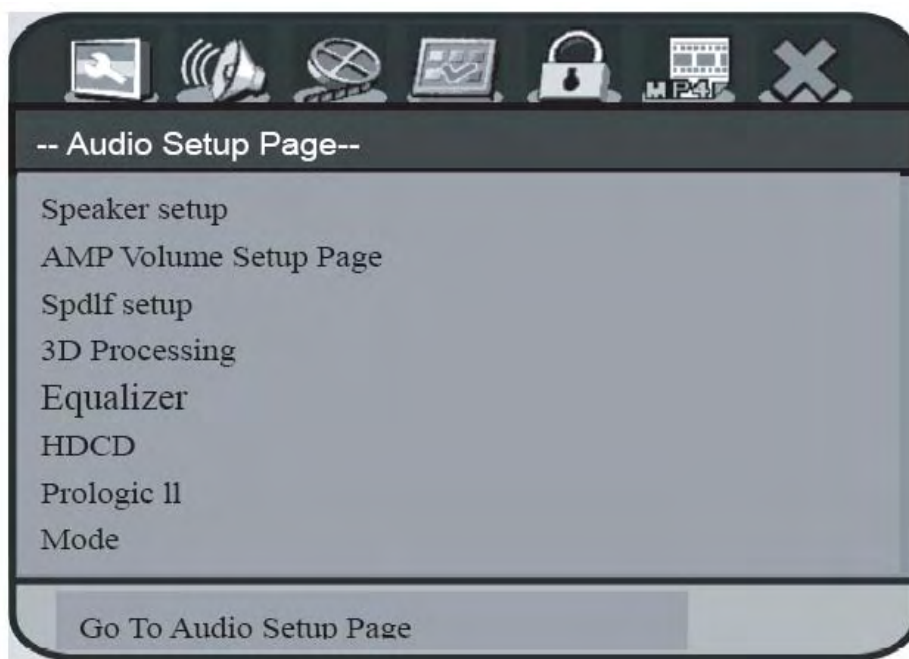 MP4
-- Audio Setup Page--
Speaker setup
AMP Volume Setup Page
Spdlf setup
3D Processing
Equalizer
HDCD
Prologic ll
Mode
Go To Audio Setup Page